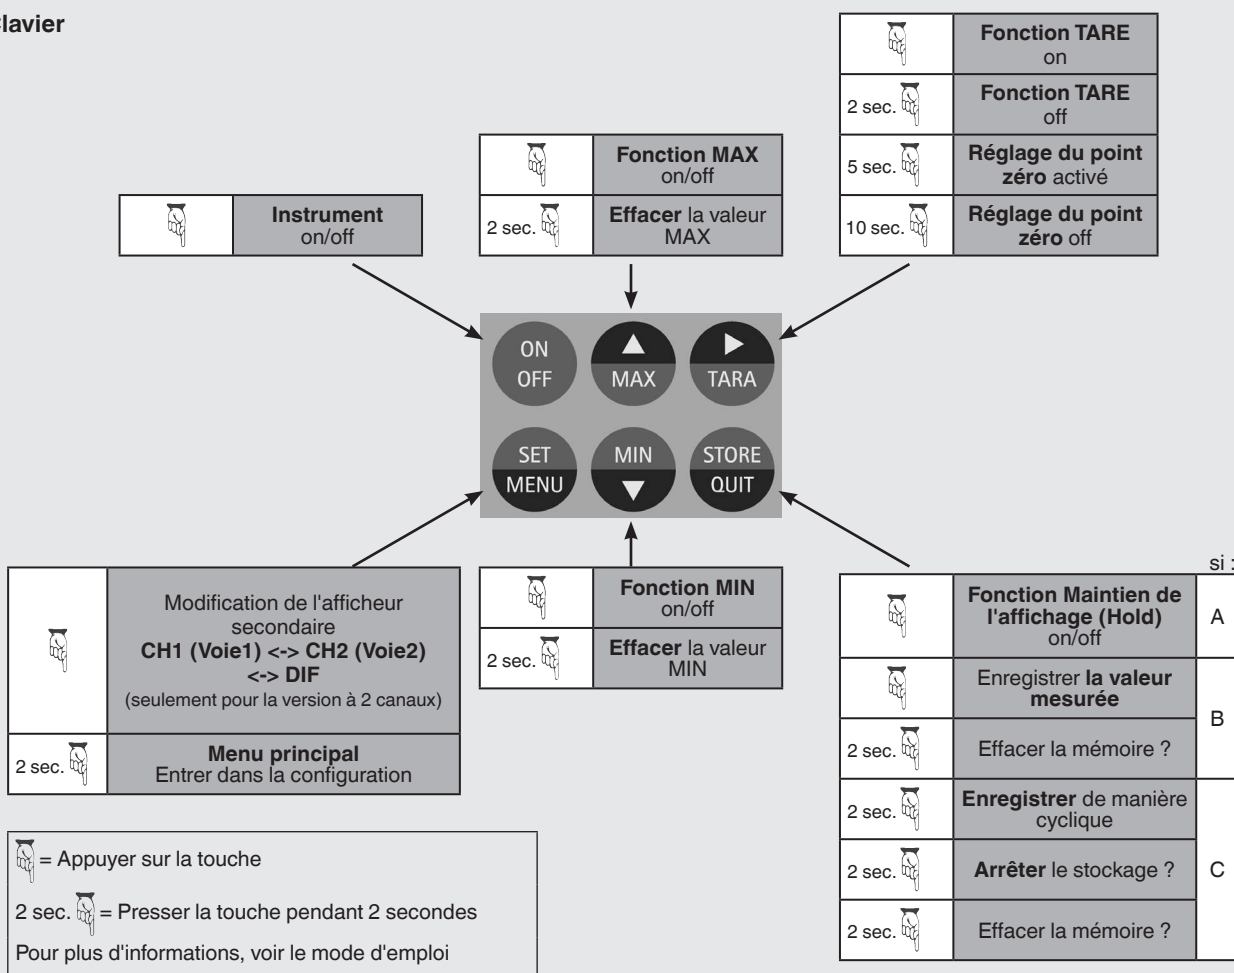 Clavier
Fonction TARE
on
2 sec.
Fonction TARE
off
5 sec.
Réglage du point
zéro activé
10 sec.
Réglage du point
zéro off
Fonction MAX
on/off
2 sec.
Effacer la valeur
MAX
Instrument
on/off
ON
OFF
MAX
TARA
SET
MENU
MIN
STORE
QUIT
Modification de l'afficheur
secondaire
CH1 (Voie1) <-> CH2 (Voie2)
<-> DIF
(seulement pour la version à 2 canaux)
2 sec.
Menu principal
Entrer dans la configuration
Fonction MIN
on/off
2 sec.
Effacer la valeur
MIN
si :
Fonction Maintien de
l'affichage (Hold)
on/off
A
Enregistrer la valeur
mesurée
B
2 sec.
Effacer la mémoire ?
2 sec.
Enregistrer de manière
cyclique
2 sec.
Arrêter le stockage ?
C
2 sec.
Effacer la mémoire ?
= Appuyer sur la touche
2 sec. = Presser la touche pendant 2 secondes
Pour plus d'informations, voir le mode d'emploi